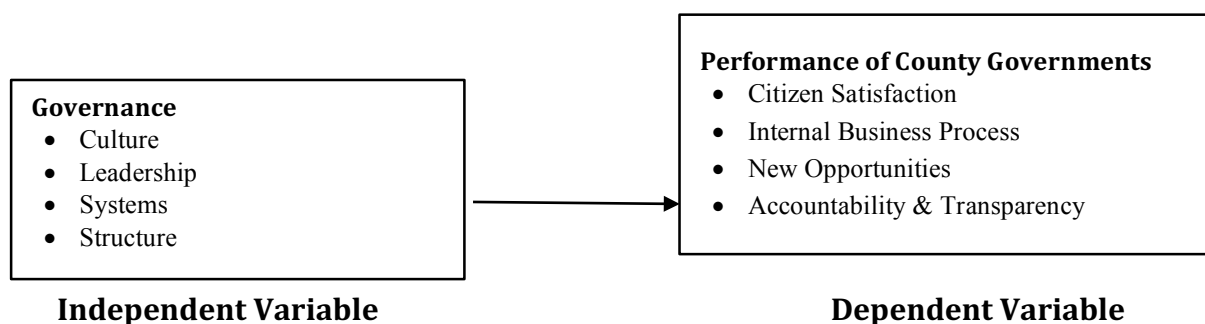 Governance
• Culture
• Leadership
• Systems
• Structure
Independent Variable
Performance of County Governments
• Citizen Satisfaction
• Internal Business Process
• New Opportunities
• Accountability & Transparency
Dependent Variable